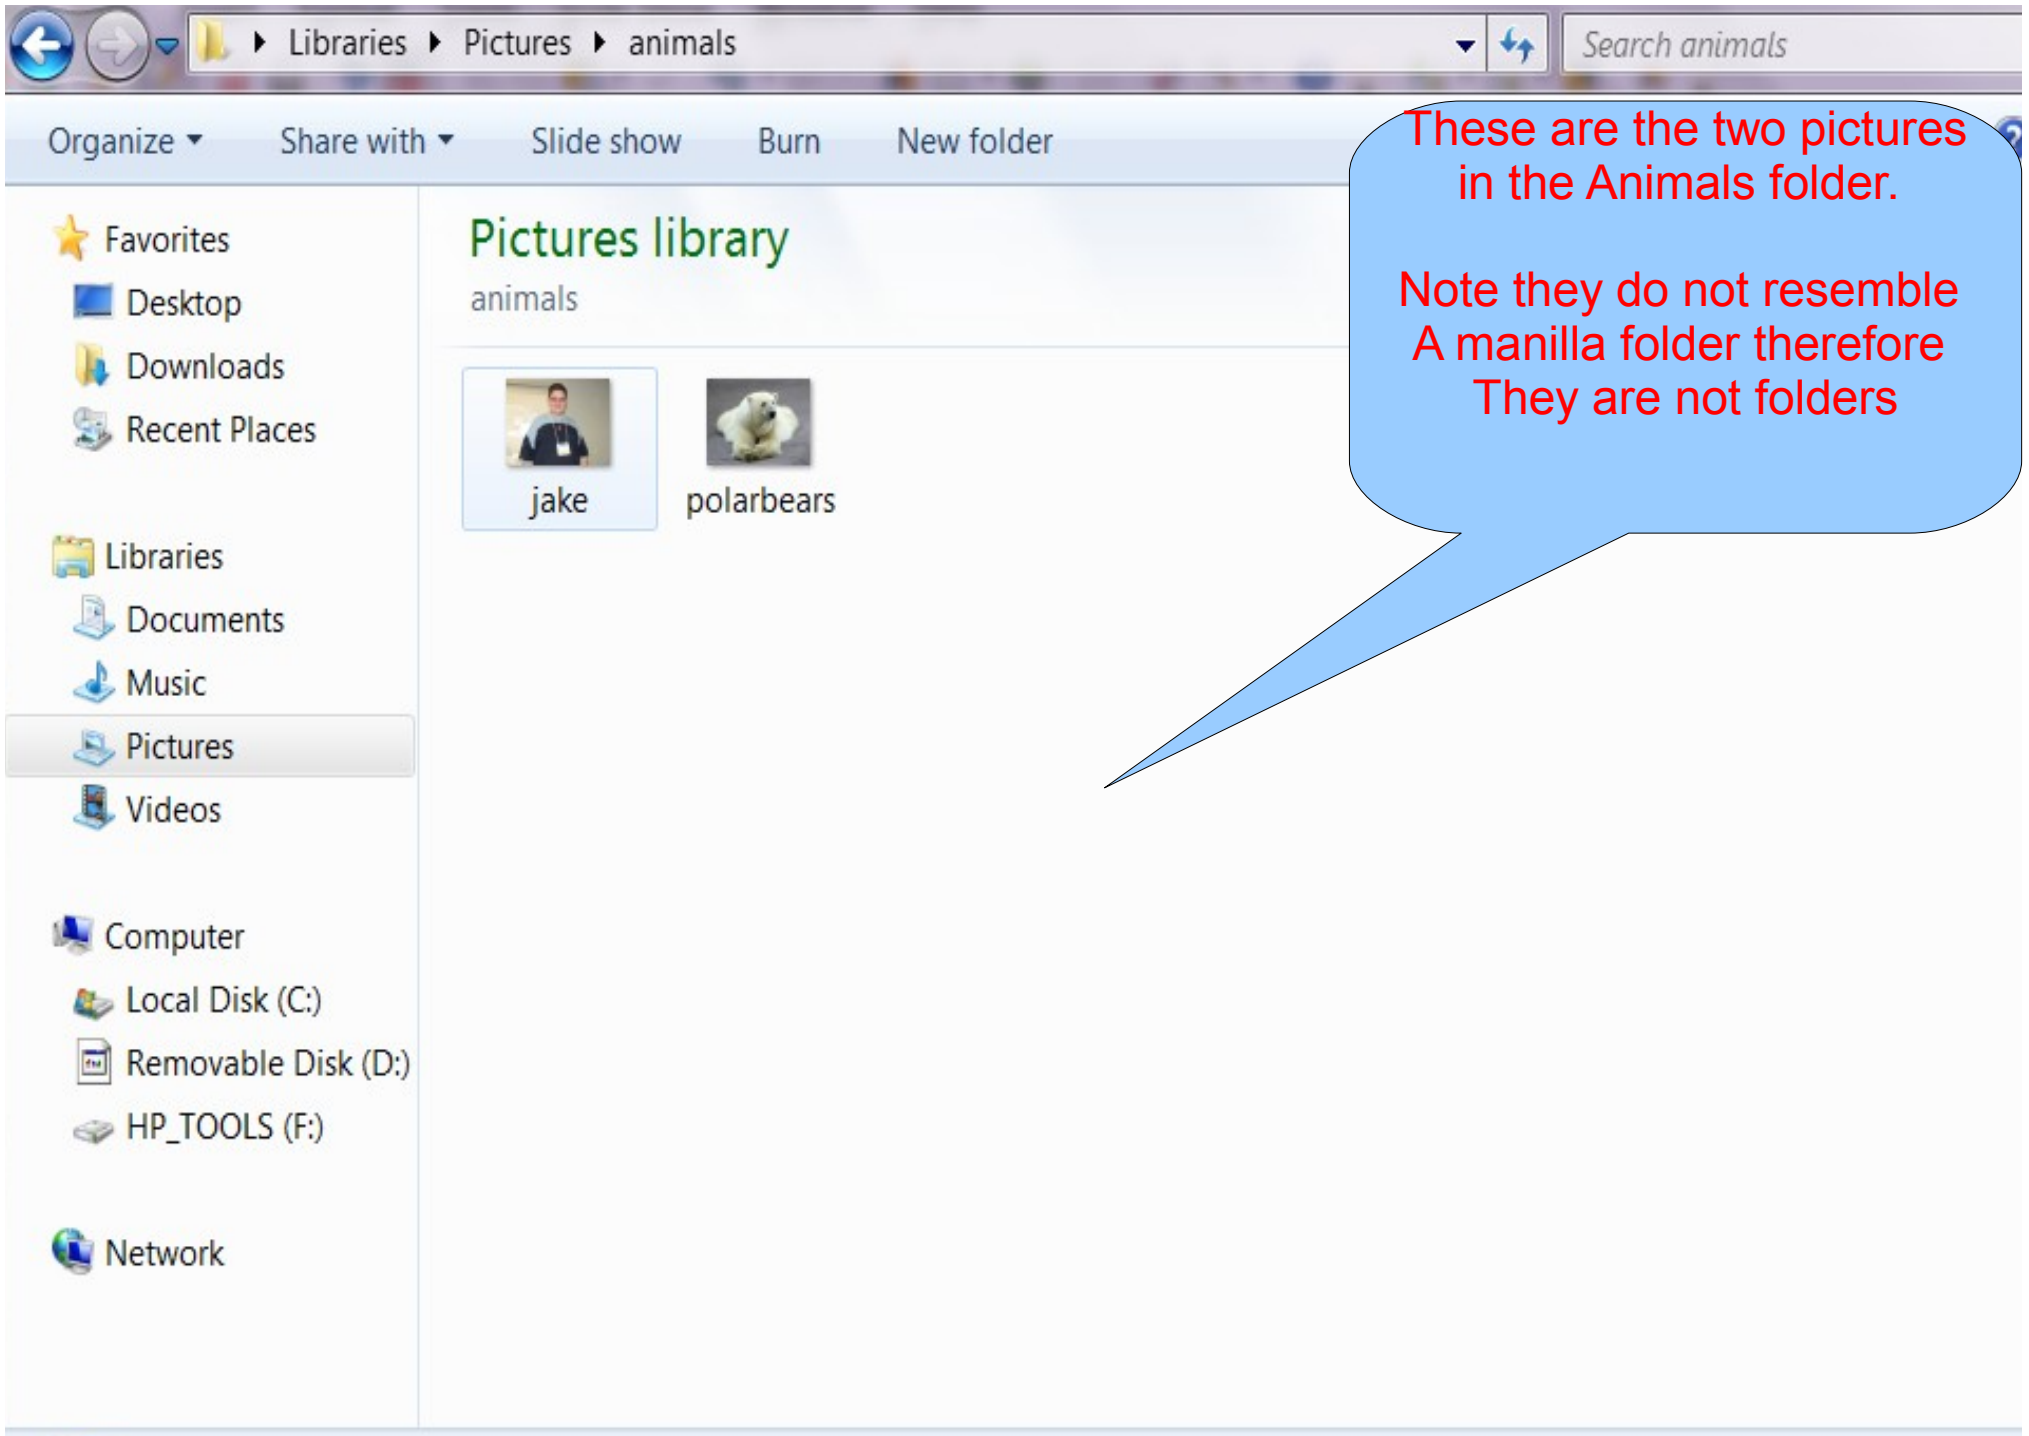 Libraries Pictures animals
Search animals
Organize Share with Slide show Burn New folder
These are the two pictures
in the Animals folder.
Note they do not resemble
A manilla folder therefore
They are not folders
Favorites
Desktop
Downloads
Recent Places
Libraries
Documents
Music
Pictures
Videos
Computer
Local Disk (C:)
Removable Disk (D:)
HP_TOOLS (F:)
Network
Pictures library
animals
jake
polarbears